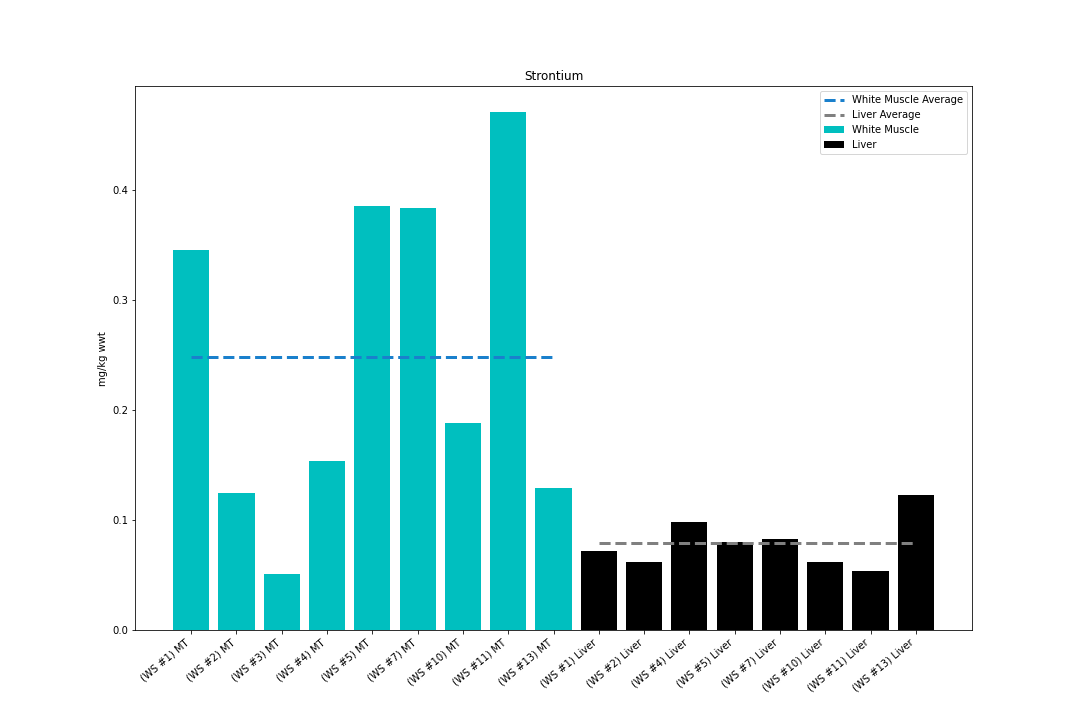 Strontium
White Muscle Average
Liver Average
White Muscle
Liver
mg/kg wwt
0.4
0.3
0.2
0.1
0.0
(WS #1) MT
(WS #2) MT
(WS #3) MT
(WS #4) MT
(WS #5) MT
(WS #7) MT
(WS #10) MT
(WS #11) MT
(WS #13) MT
(WS #1) Liver
(WS #2) Liver
(WS #4) Liver
(WS #5) Liver
(WS #7) Liver
(WS #10) Liver
(WS #11) Liver
(WS #13) Liver